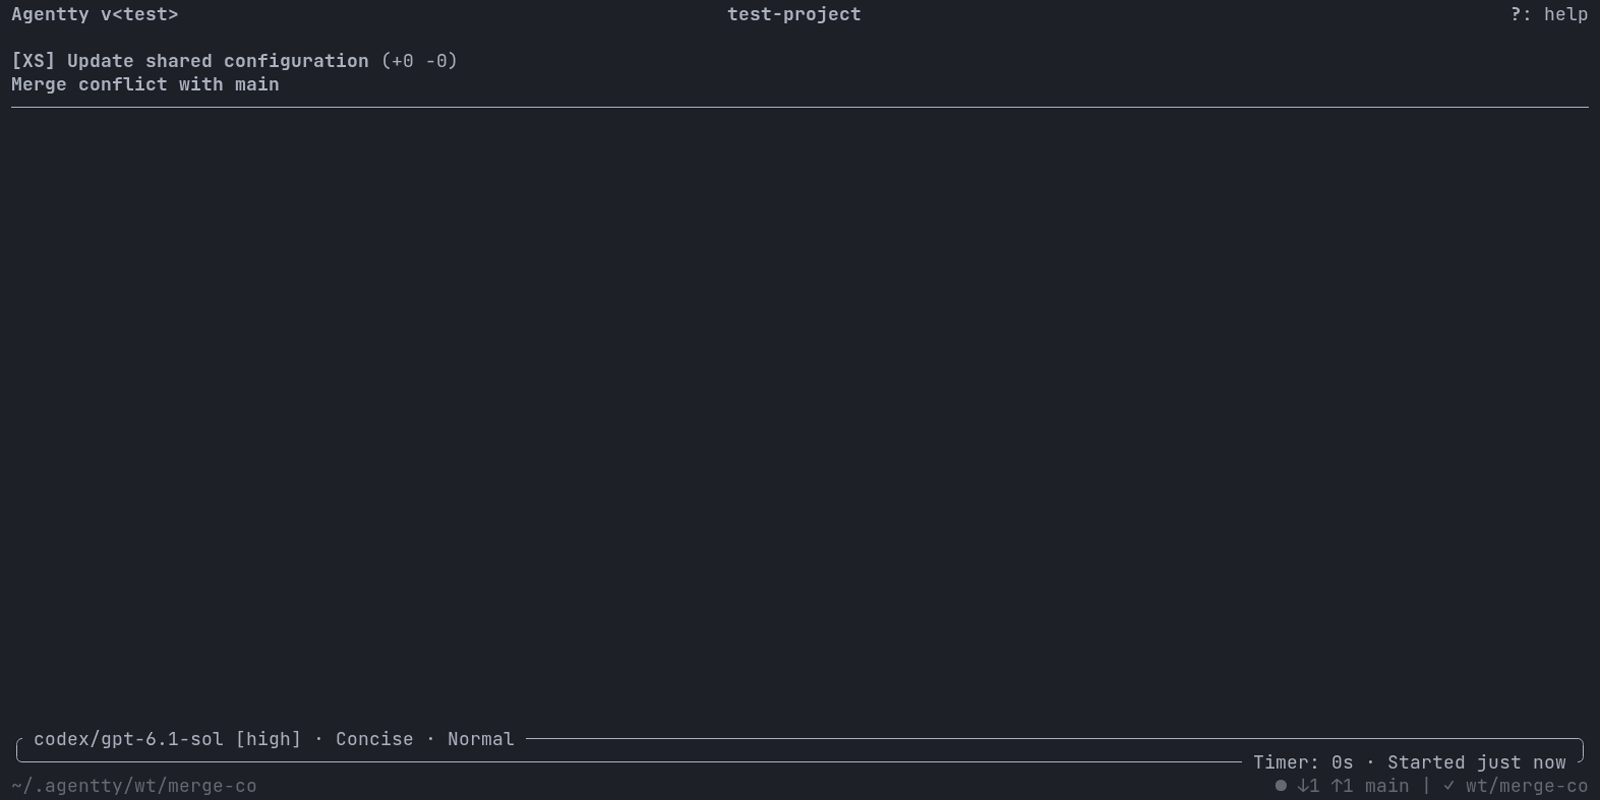 Agentty v<test> test-project ?: help
[XS] Update shared configuration (+0 -0)
Merge conflict with main
codex/gpt-6.1-sol [high] · Concise · Normal
Timer: 0s · Started just now
~/.agentty/wt/merge-co ● ↓1 ↑1 main | ✓ wt/merge-co